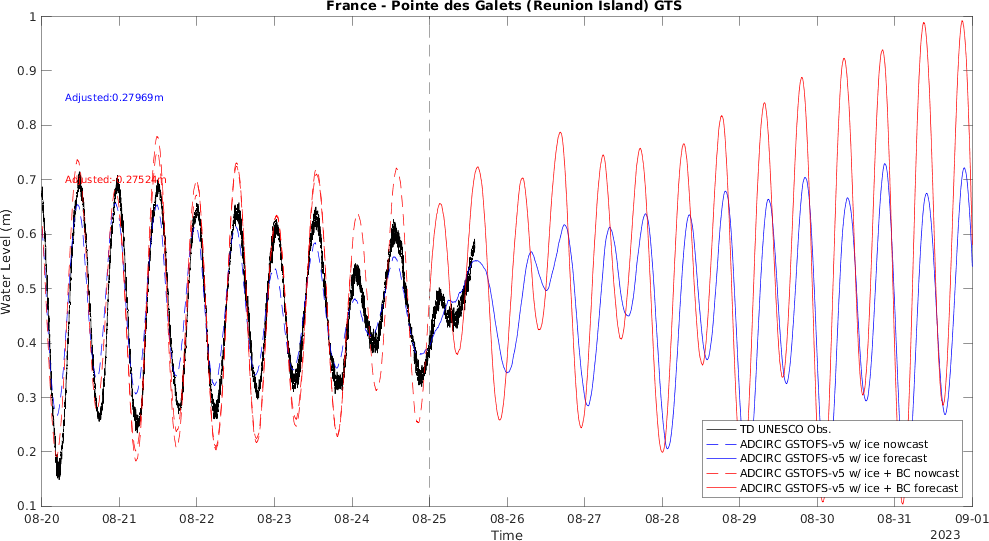 France - Pointe des Galets (Reunion Island) GTS
Water Level (m)
1
0.9
0.8
0.7
0.6
0.5
0.4
0.3
0.2
0.1
Adjusted:0.27969m
Adjusted:-0.27524m
TD UNESCO Obs.
ADCIRC GSTOFS-v5 w/ ice nowcast
ADCIRC GSTOFS-v5 w/ ice forecast
ADCIRC GSTOFS-v5 w/ ice + BC nowcast
ADCIRC GSTOFS-v5 w/ ice + BC forecast
08-20 08-21 08-22 08-23 08-24 08-25 08-26 08-27 08-28 08-29 08-30 08-31 09-01
Time
2023